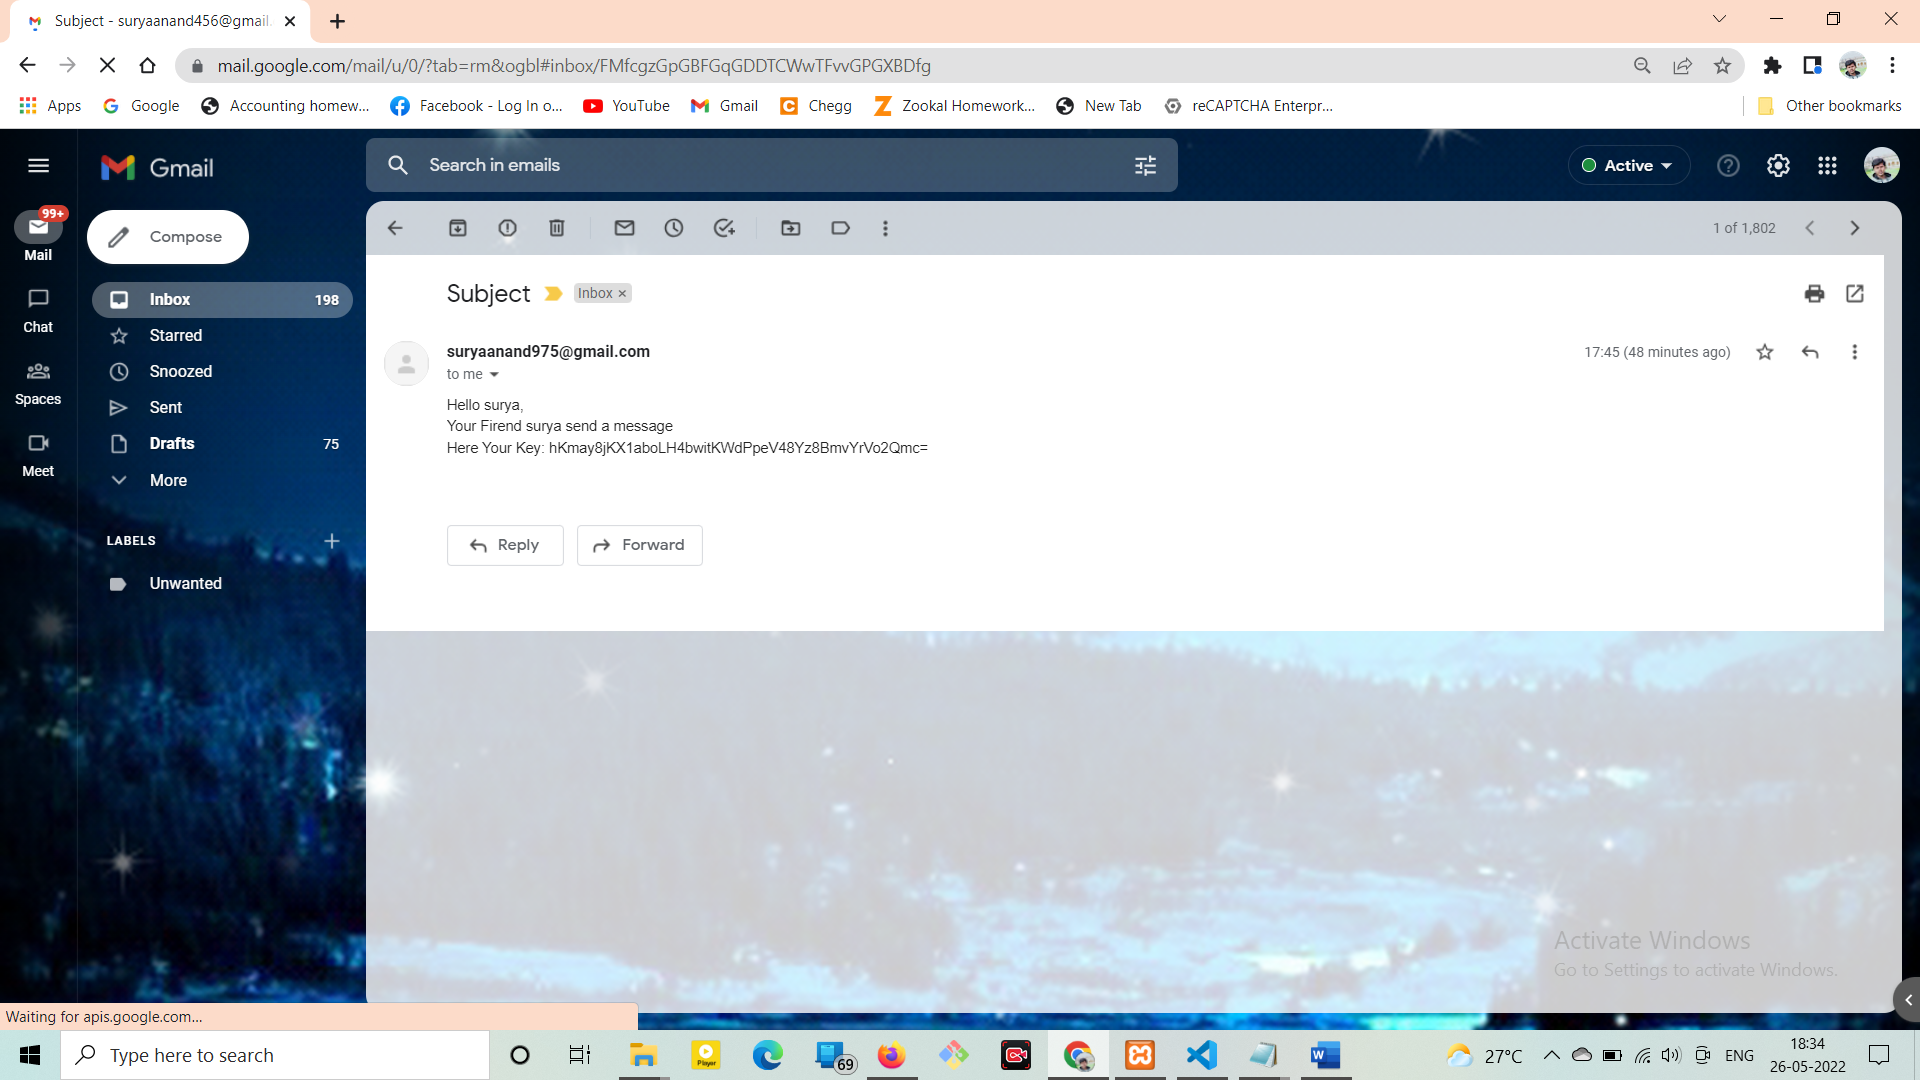 Subject - suryaanand456@gmail.
mail.google.com/mail/u/0/?tab=rm&ogbl#inbox/FMfcgzGpGBFGqGDDTCWwTFvvGPGXBDfg
Apps Google Accounting homew... Facebook - Log In o... YouTube Gmail Chegg Zookal Homework... New Tab reCAPTCHA Enterpr... Other bookmarks
Gmail
Search in emails
Active
99+
Mail
Compose
1 of 1,802
Inbox 198
Starred
Chat
Snoozed
Spaces
Sent
Drafts 75
Meet
More
LABELS
Unwanted
Subject Inbox ×
suryaanand975@gmail.com 17:45 (48 minutes ago)
to me
Hello surya,
Your Firend surya send a message
Here Your Key: hKmay8jKX1aboLH4bwitKWdPpeV48Yz8BmvYrVo2Qmc=
Reply Forward
Activate Windows
Go to Settings to activate Windows.
Waiting for apis.google.com...
Type here to search
Player
69
27°C
ENG
18:34
26-05-2022